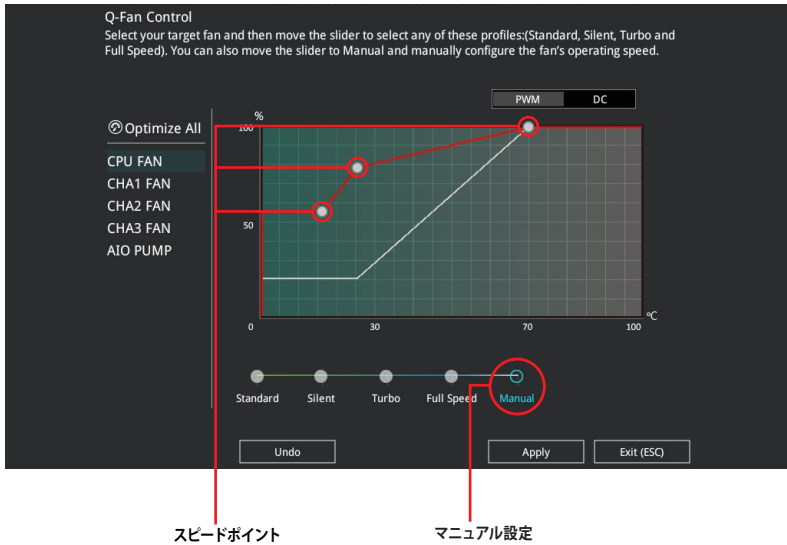 Q-Fan Control
Select your target fan and then move the slider to select any of these profiles:(Standard, Silent, Turbo and
Full Speed). You can also move the slider to Manual and manually configure the fan's operating speed.
PWM DC
Optimize All
CPU FAN
CHA1 FAN
CHA2 FAN
CHA3 FAN
AIO PUMP
%
100
50
0 30 70 100
°C
Standard Silent Turbo Full Speed Manual
Undo Apply Exit (ESC)
スピードポイント マニュアル設定